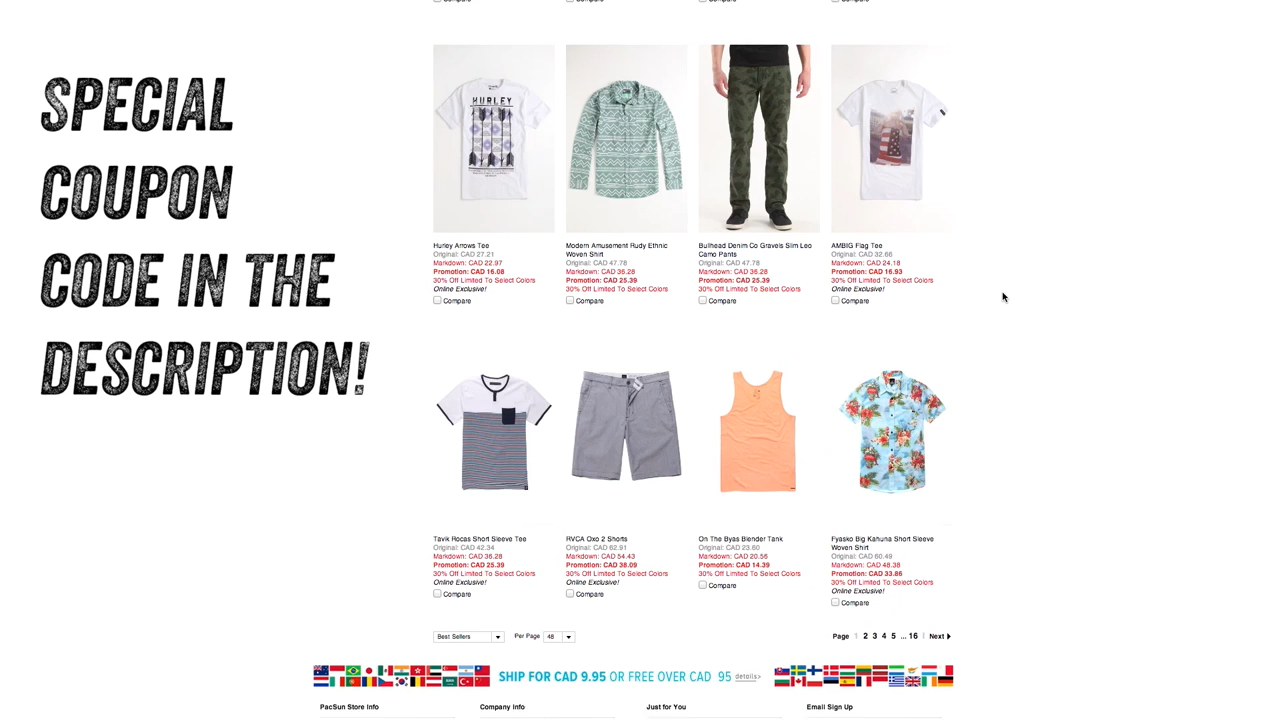 Compare
Compare
Compare
Compare
SPECIAL
COUPON
CODE IN THE
DESCRIPTION!
HURLEY
Hurley Arrows Tee
Original: CAD 27.21
Markdown: CAD 22.97
Promotion: CAD 16.08
30% Off Limited To Select Colors
Online Exclusive!
Compare
Modern Amusement Rudy Ethnic
Woven Shirt
Original: CAD 47.78
Markdown: CAD 36.28
Promotion: CAD 25.39
30% Off Limited To Select Colors
Compare
Bullhead Denim Co Gravels Slim Leo
Camo Pants
Original: CAD 47.78
Markdown: CAD 36.28
Promotion: CAD 25.39
30% Off Limited To Select Colors
Compare
AMBIG Flag Tee
Original: CAD 32.66
Markdown: CAD 24.18
Promotion: CAD 16.93
30% Off Limited To Select Colors
Online Exclusive!
Compare
Tavik Rocas Short Sleeve Tee
Original: CAD 42.34
Markdown: CAD 36.28
Promotion: CAD 25.39
30% Off Limited To Select Colors
Online Exclusive!
Compare
RVCA Oxo 2 Shorts
Original: CAD 62.91
Markdown: CAD 54.43
Promotion: CAD 38.09
30% Off Limited To Select Colors
Online Exclusive!
Compare
On The Byas Blender Tank
Original: CAD 23.60
Markdown: CAD 20.56
Promotion: CAD 14.39
30% Off Limited To Select Colors
Compare
Fyasko Big Kahuna Short Sleeve
Woven Shirt
Original: CAD 60.49
Markdown: CAD 48.38
Promotion: CAD 33.86
30% Off Limited To Select Colors
Online Exclusive!
Compare
Best Sellers
Per Page 48
Page 1 2 3 4 5 ... 16 | Next
SHIP FOR CAD 9.95 OR FREE OVER CAD 95 details>
PacSun Store Info
Company Info
Just for You
Email Sign Up